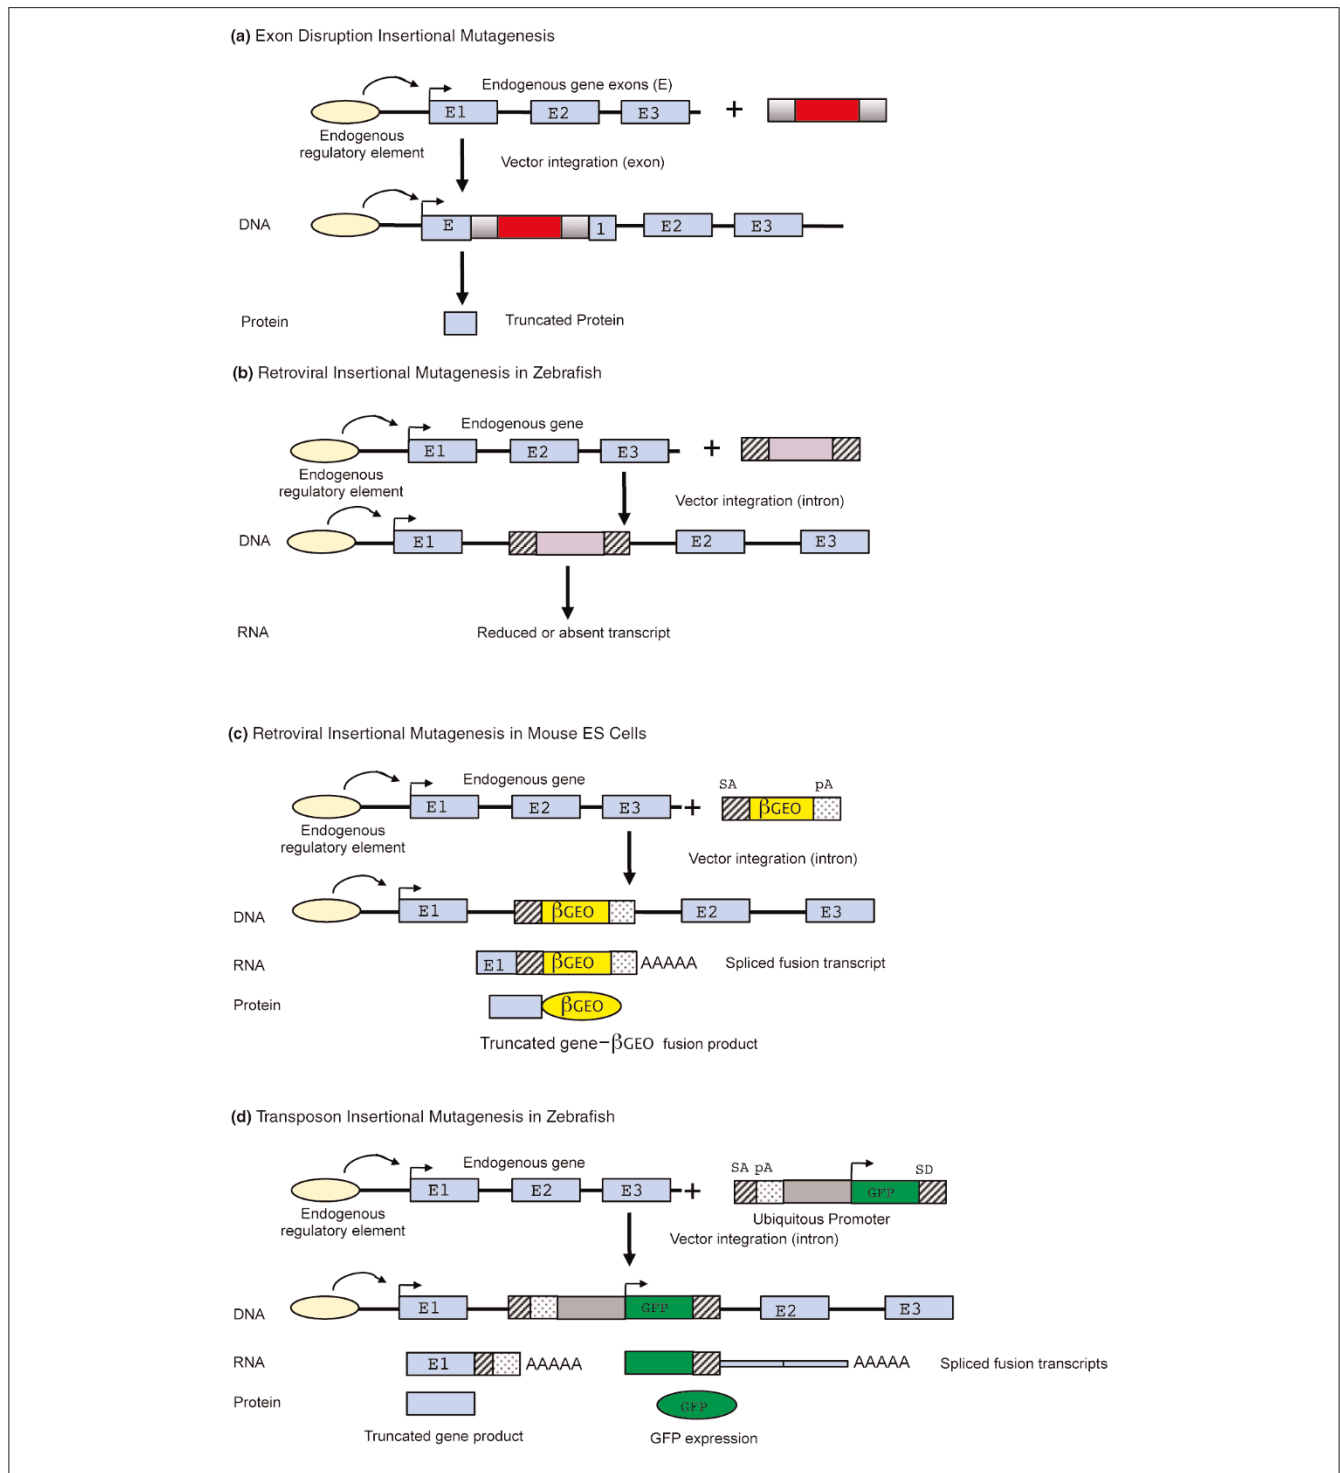 (a) Exon Disruption Insertional Mutagenesis
Endogenous gene exons (E)
E1 E2 E3 +
Endogenous
regulatory element
Vector integration (exon)
DNA E 1 E2 E3
Protein Truncated Protein
(b) Retroviral Insertional Mutagenesis in Zebrafish
Endogenous gene
E1 E2 E3 +
Endogenous
regulatory element
Vector integration (intron)
DNA E1 E2 E3
RNA Reduced or absent transcript
(c) Retroviral Insertional Mutagenesis in Mouse ES Cells
Endogenous gene SA pA
E1 E2 E3 + βGEO
Endogenous
regulatory element
Vector integration (intron)
DNA E1 βGEO E2 E3
RNA E1 βGEO AAAAA Spliced fusion transcript
Protein βGEO
Truncated gene–βGEO fusion product
(d) Transposon Insertional Mutagenesis in Zebrafish
Endogenous gene SA pA SD
E1 E2 E3 + GFP
Endogenous
regulatory element
Ubiquitous Promoter
Vector integration (intron)
DNA E1 GFP E2 E3
RNA E1 AAAAA AAAAA Spliced fusion transcripts
Protein GFP
Truncated gene product GFP expression